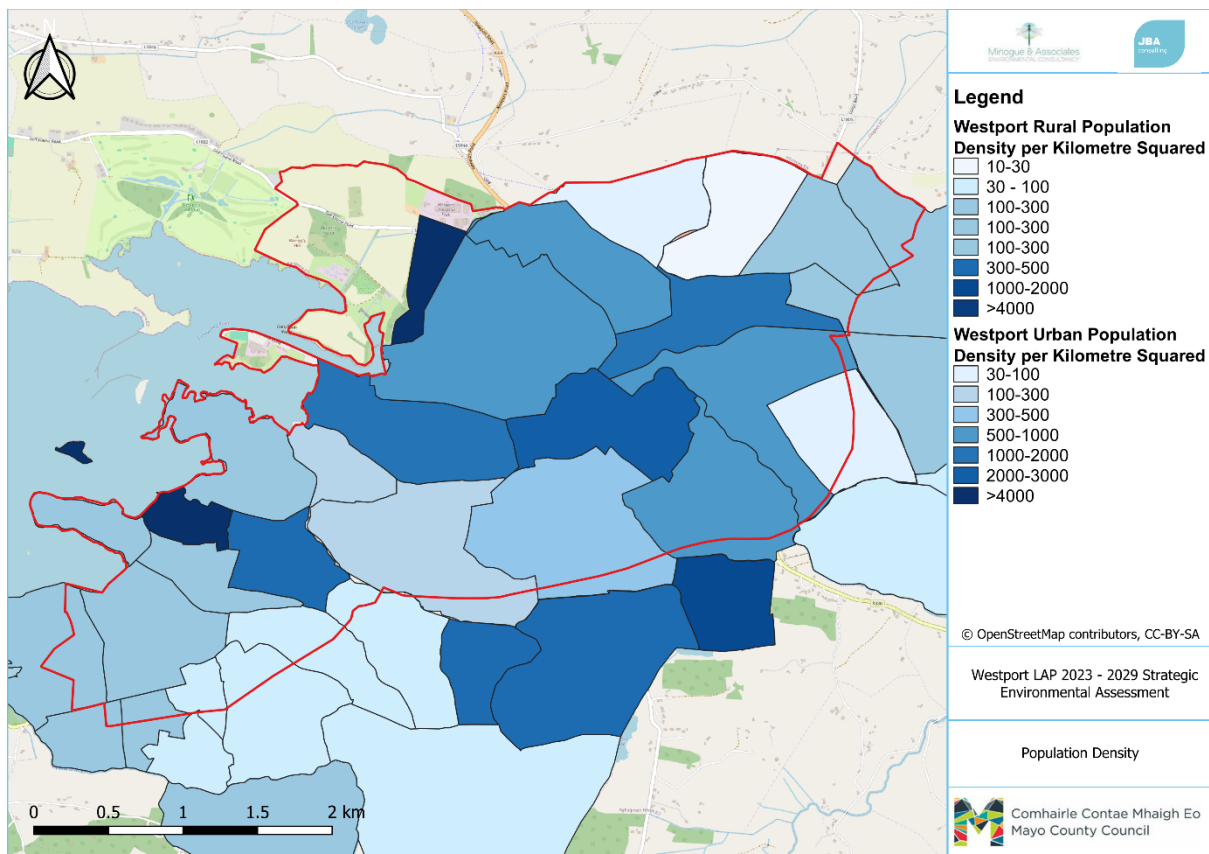 N
Minogue & Associates
ENVIRONMENTAL CONSULTANCY
JBA
consulting
Legend
Westport Rural Population
Density per Kilometre Squared
10-30
30 - 100
100-300
100-300
300-500
1000-2000
>4000
Westport Urban Population
Density per Kilometre Squared
30-100
100-300
300-500
500-1000
1000-2000
2000-3000
>4000
© OpenStreetMap contributors, CC-BY-SA
Westport LAP 2023 - 2029 Strategic
Environmental Assessment
Population Density
Comhairle Contae Mhaigh Eo
Mayo County Council
0 0.5 1 1.5 2 km